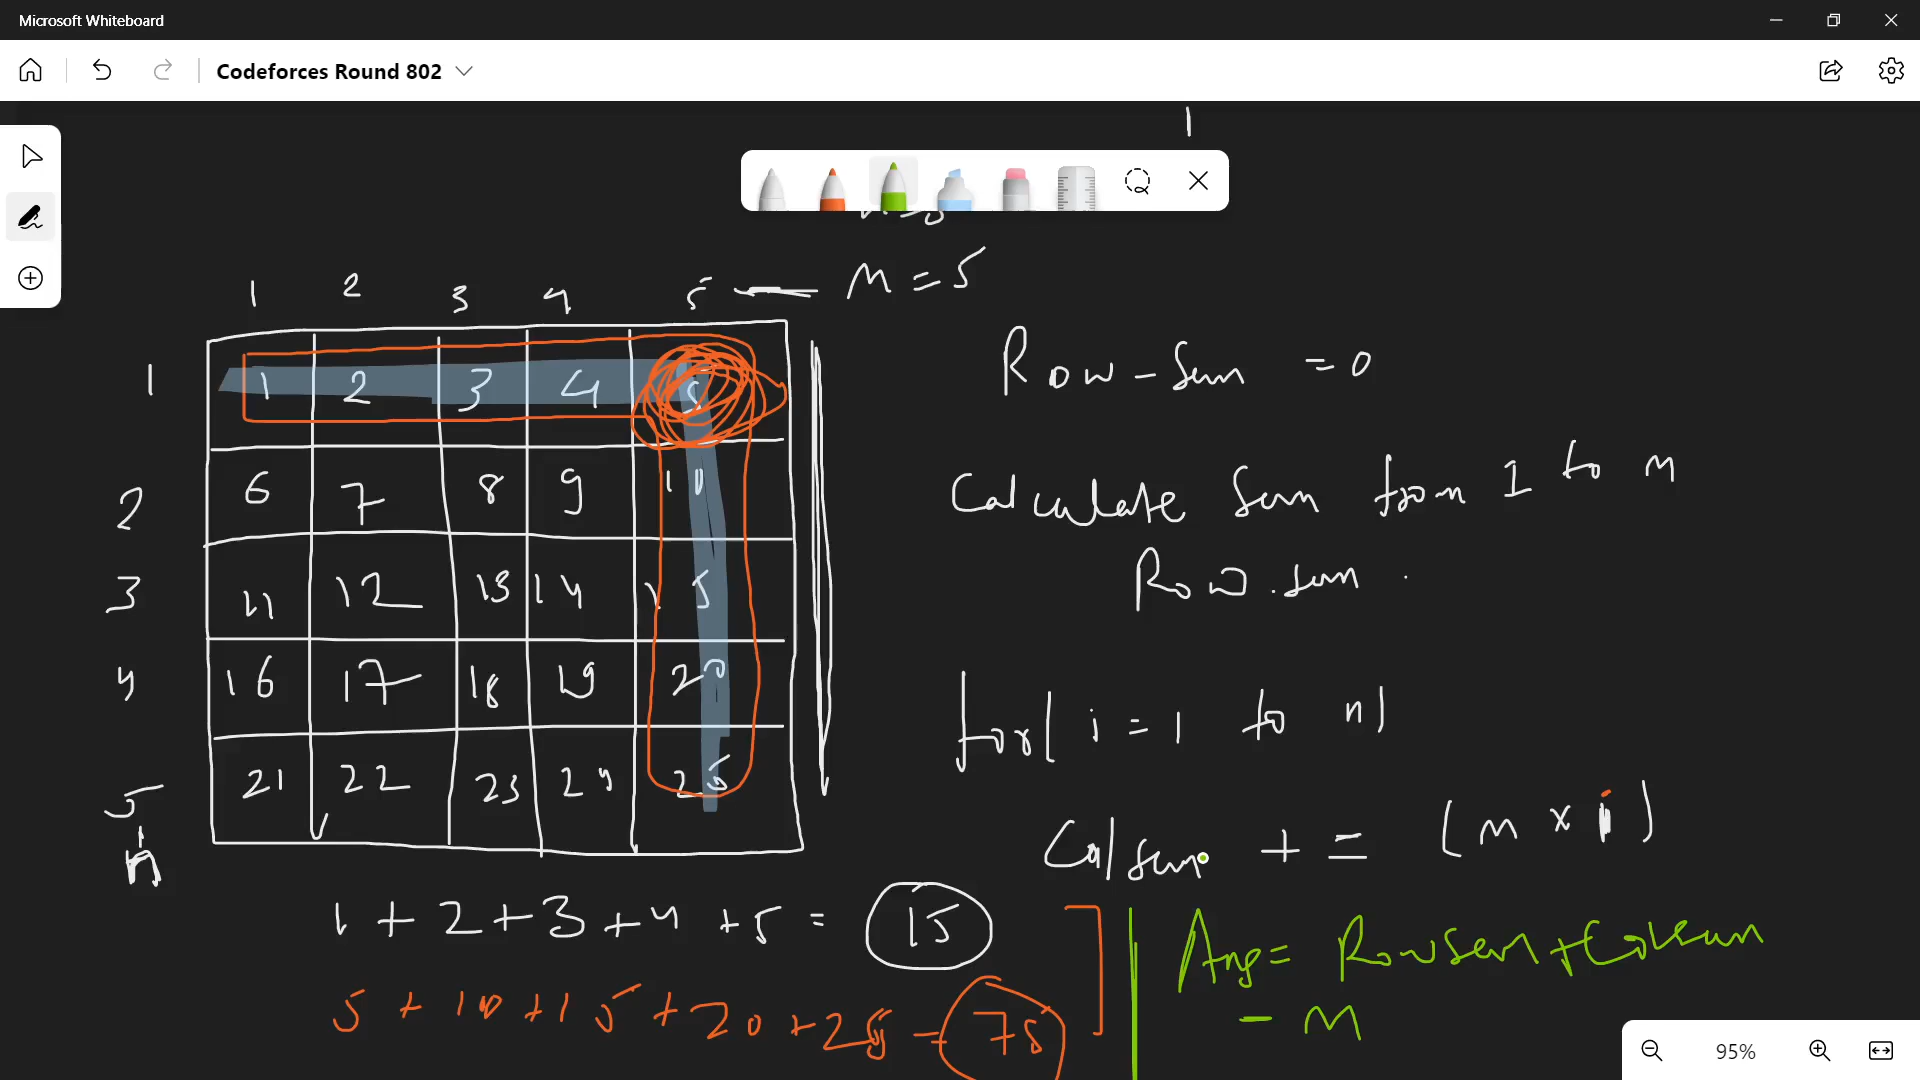 Microsoft Whiteboard
Codeforces Round 802
1
m = 5
1 2 3 4 5
1 1 2 3 4 5
2 6 7 8 9 10
3 11 12 13 14 15
4 16 17 18 19 20
5 21 22 23 24 25
n
Row-Sum = 0
Calculate Sum from 1 to m
Row.sum .
for( i = 1 to n)
Colsum += (m x i)
1 + 2 + 3 + 4 + 5 = 15
5 + 10 + 15 + 20 + 25 = 75
Ans = RowSum + Colsum
- M
95%